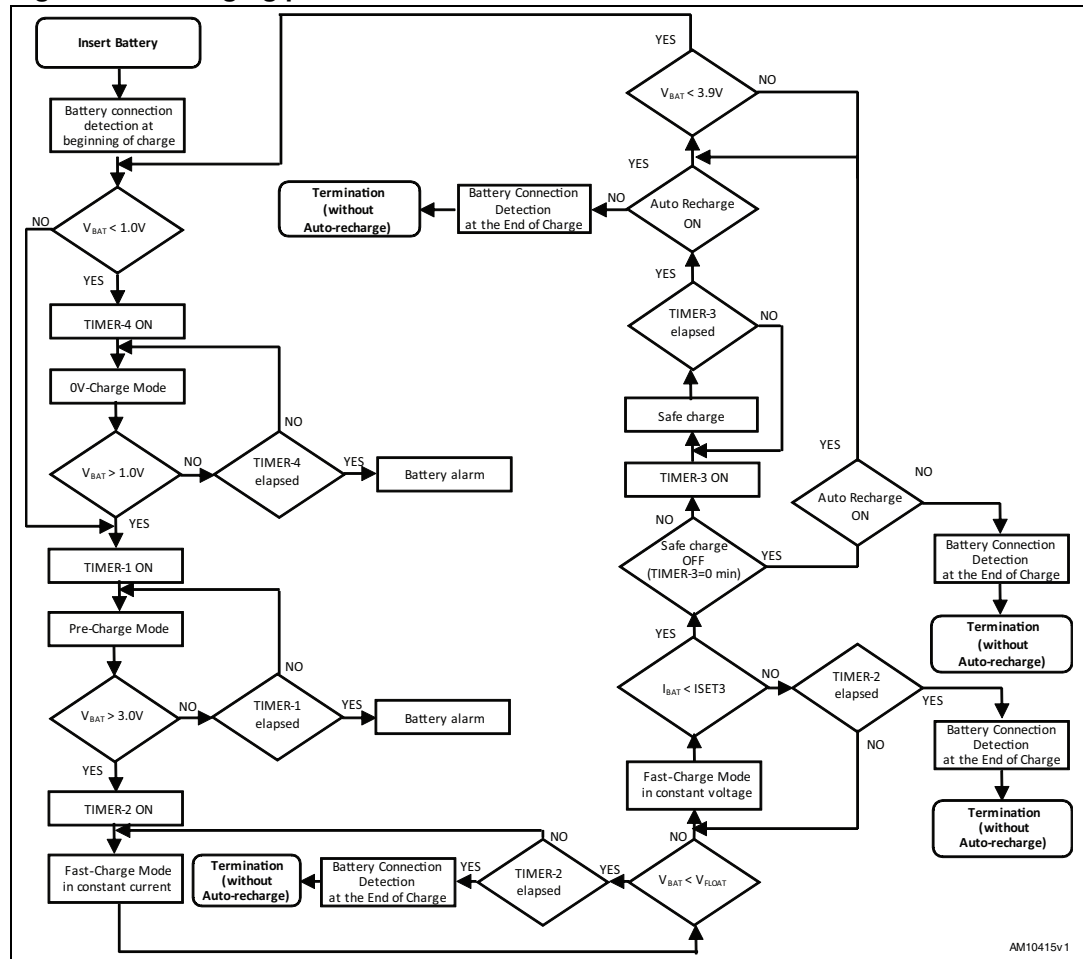 Insert Battery
Battery connection
detection at
beginning of charge
NO
VBAT < 1.0V
YES
TIMER-4 ON
0V-Charge Mode
NO
VBAT > 1.0V
NO
TIMER-4
elapsed
YES
Battery alarm
YES
TIMER-1 ON
Pre-Charge Mode
NO
VBAT > 3.0V
NO
TIMER-1
elapsed
YES
Battery alarm
YES
TIMER-2 ON
NO
Fast-Charge Mode
in constant current
Termination
(without
Auto-recharge)
Battery Connection
Detection
at the End of Charge
YES
TIMER-2
elapsed
YES
VBAT < VFLOAT
NO
Fast-Charge Mode
in constant voltage
IBAT < ISET3
NO
TIMER-2
elapsed
YES
NO
Battery Connection
Detection
at the End of Charge
Termination
(without
Auto-recharge)
YES
Safe charge
OFF
(TIMER-3=0 min)
YES
NO
TIMER-3 ON
Safe charge
TIMER-3
elapsed
NO
YES
Auto Recharge
ON
NO
Battery Connection
Detection
at the End of Charge
Termination
(without
Auto-recharge)
YES
VBAT < 3.9V
YES
NO
YES
Auto Recharge
ON
NO
Battery Connection
Detection
at the End of Charge
Termination
(without
Auto-recharge)
AM10415v1